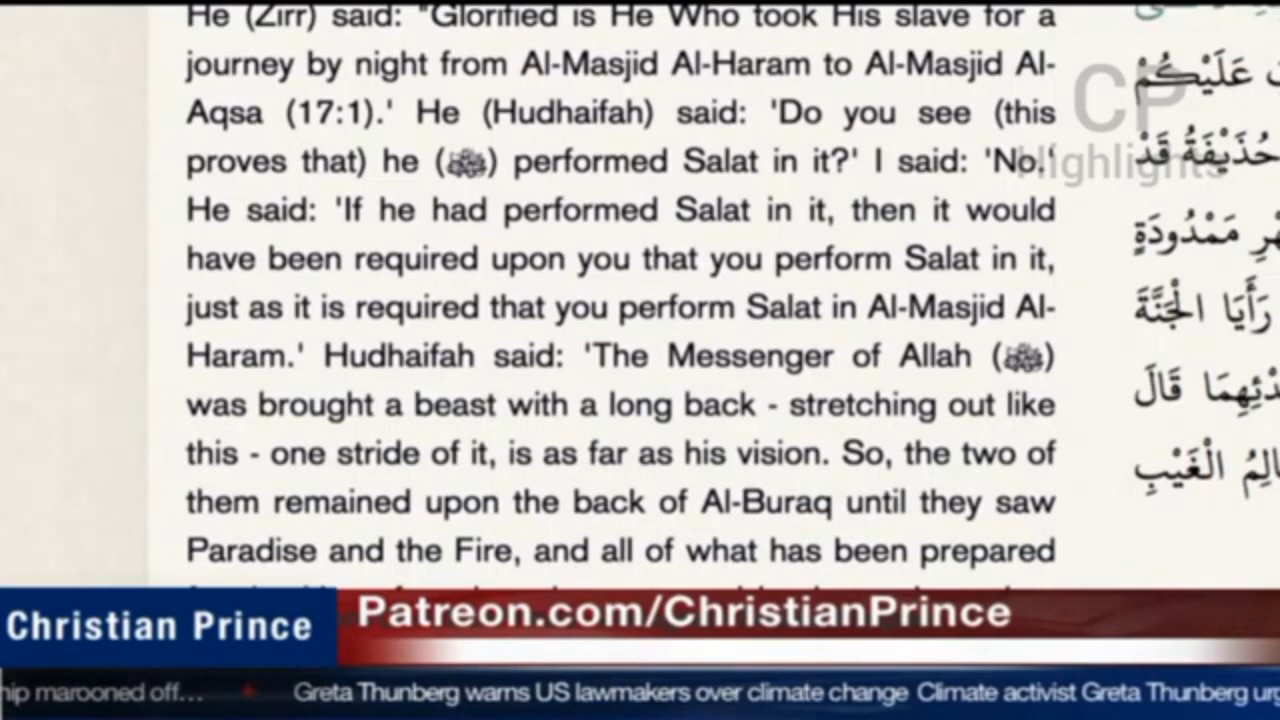 He (Zirr) said: "Glorified is He Who took His slave for a
journey by night from Al-Masjid Al-Haram to Al-Masjid Al-
Aqsa (17:1).' He (Hudhaifah) said: 'Do you see (this
proves that) he (ﷺ) performed Salat in it?' I said: 'No.'
He said: 'If he had performed Salat in it, then it would
have been required upon you that you perform Salat in it,
just as it is required that you perform Salat in Al-Masjid Al-
Haram.' Hudhaifah said: 'The Messenger of Allah (ﷺ)
was brought a beast with a long back - stretching out like
this - one stride of it, is as far as his vision. So, the two of
them remained upon the back of Al-Buraq until they saw
Paradise and the Fire, and all of what has been prepared
عَلَيْكُمْ
حُذَيْفَةُ قَدْ
مَمْدُودَةٍ
رَأَيَا الْجَنَّةَ
قَالَ
الْغَيْبِ
CP
Highlights
Christian Prince
Patreon.com/ChristianPrince
hip marooned off... Greta Thunberg warns US lawmakers over climate change Climate activist Greta Thunberg urg